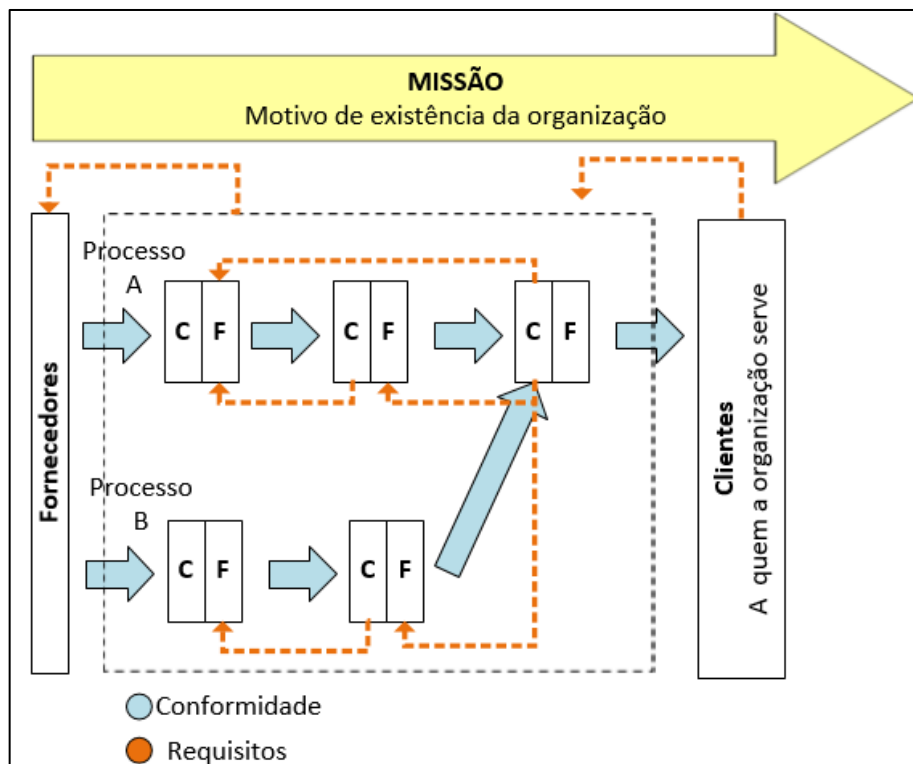 MISSÃO
Motivo de existência da organização
Fornecedores
Processo
A
C F
C F
C F
Processo
B
C F
C F
Clientes
A quem a organização serve
Conformidade
Requisitos